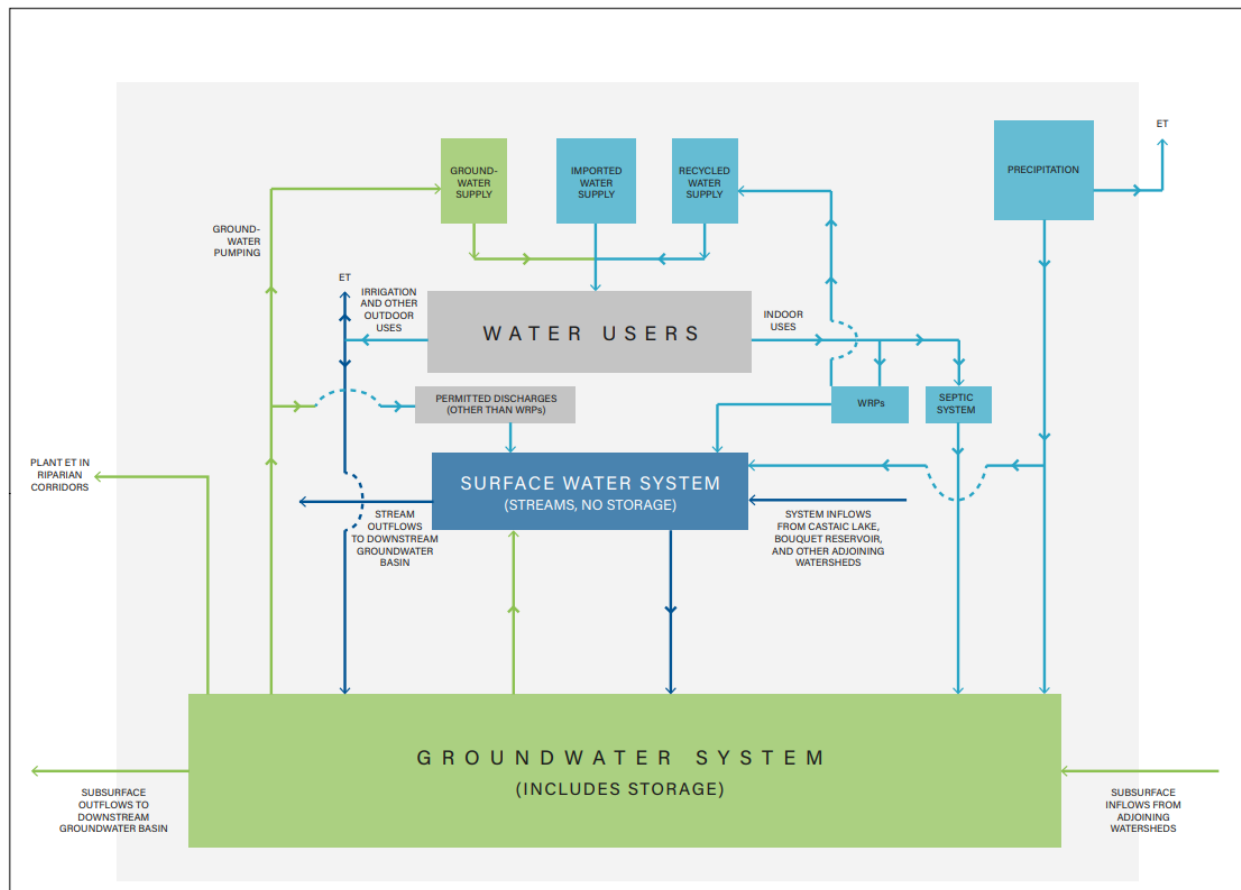 ET
GROUND-
WATER
SUPPLY
IMPORTED
WATER
SUPPLY
RECYCLED
WATER
SUPPLY
PRECIPITATION
GROUND-
WATER
PUMPING
ET
IRRIGATION
AND OTHER
OUTDOOR
USES
WATER USERS
INDOOR
USES
PERMITTED DISCHARGES
(OTHER THAN WRPs)
WRPs
SEPTIC
SYSTEM
PLANT ET IN
RIPARIAN
CORRIDORS
SURFACE WATER SYSTEM
(STREAMS, NO STORAGE)
STREAM
OUTFLOWS
TO DOWNSTREAM
GROUNDWATER
BASIN
SYSTEM INFLOWS
FROM CASTAIC LAKE,
BOUQUET RESERVOIR,
AND OTHER ADJOINING
WATERSHEDS
GROUNDWATER SYSTEM
(INCLUDES STORAGE)
SUBSURFACE
OUTFLOWS TO
DOWNSTREAM
GROUNDWATER BASIN
SUBSURFACE
INFLOWS FROM
ADJOINING
WATERSHEDS